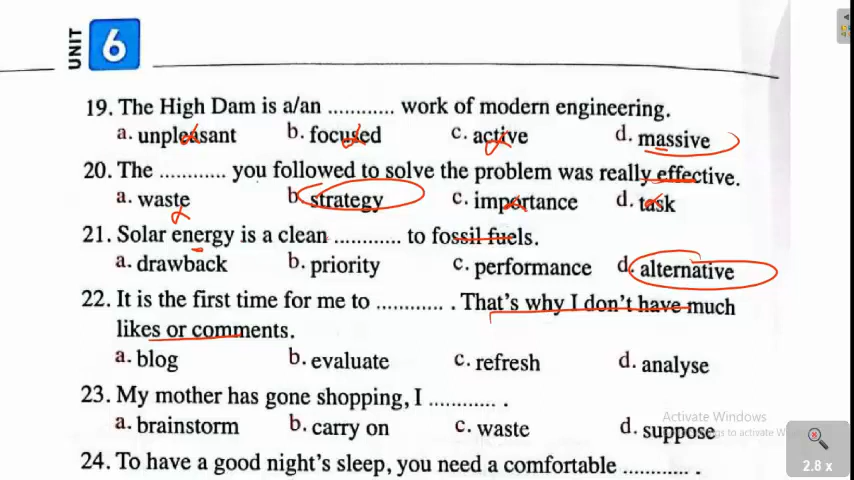 UNIT 6
19. The High Dam is a/an ............ work of modern engineering.
a. unpleasant b. focused c. active d. massive
20. The ............ you followed to solve the problem was really effective.
a. waste b. strategy c. importance d. task
21. Solar energy is a clean ............ to fossil fuels.
a. drawback b. priority c. performance d. alternative
22. It is the first time for me to ............ . That's why I don't have much
likes or comments.
a. blog b. evaluate c. refresh d. analyse
23. My mother has gone shopping, I ............ .
a. brainstorm b. carry on c. waste d. suppose
Activate Windows
24. To have a good night's sleep, you need a comfortable ............ .
2.8 x